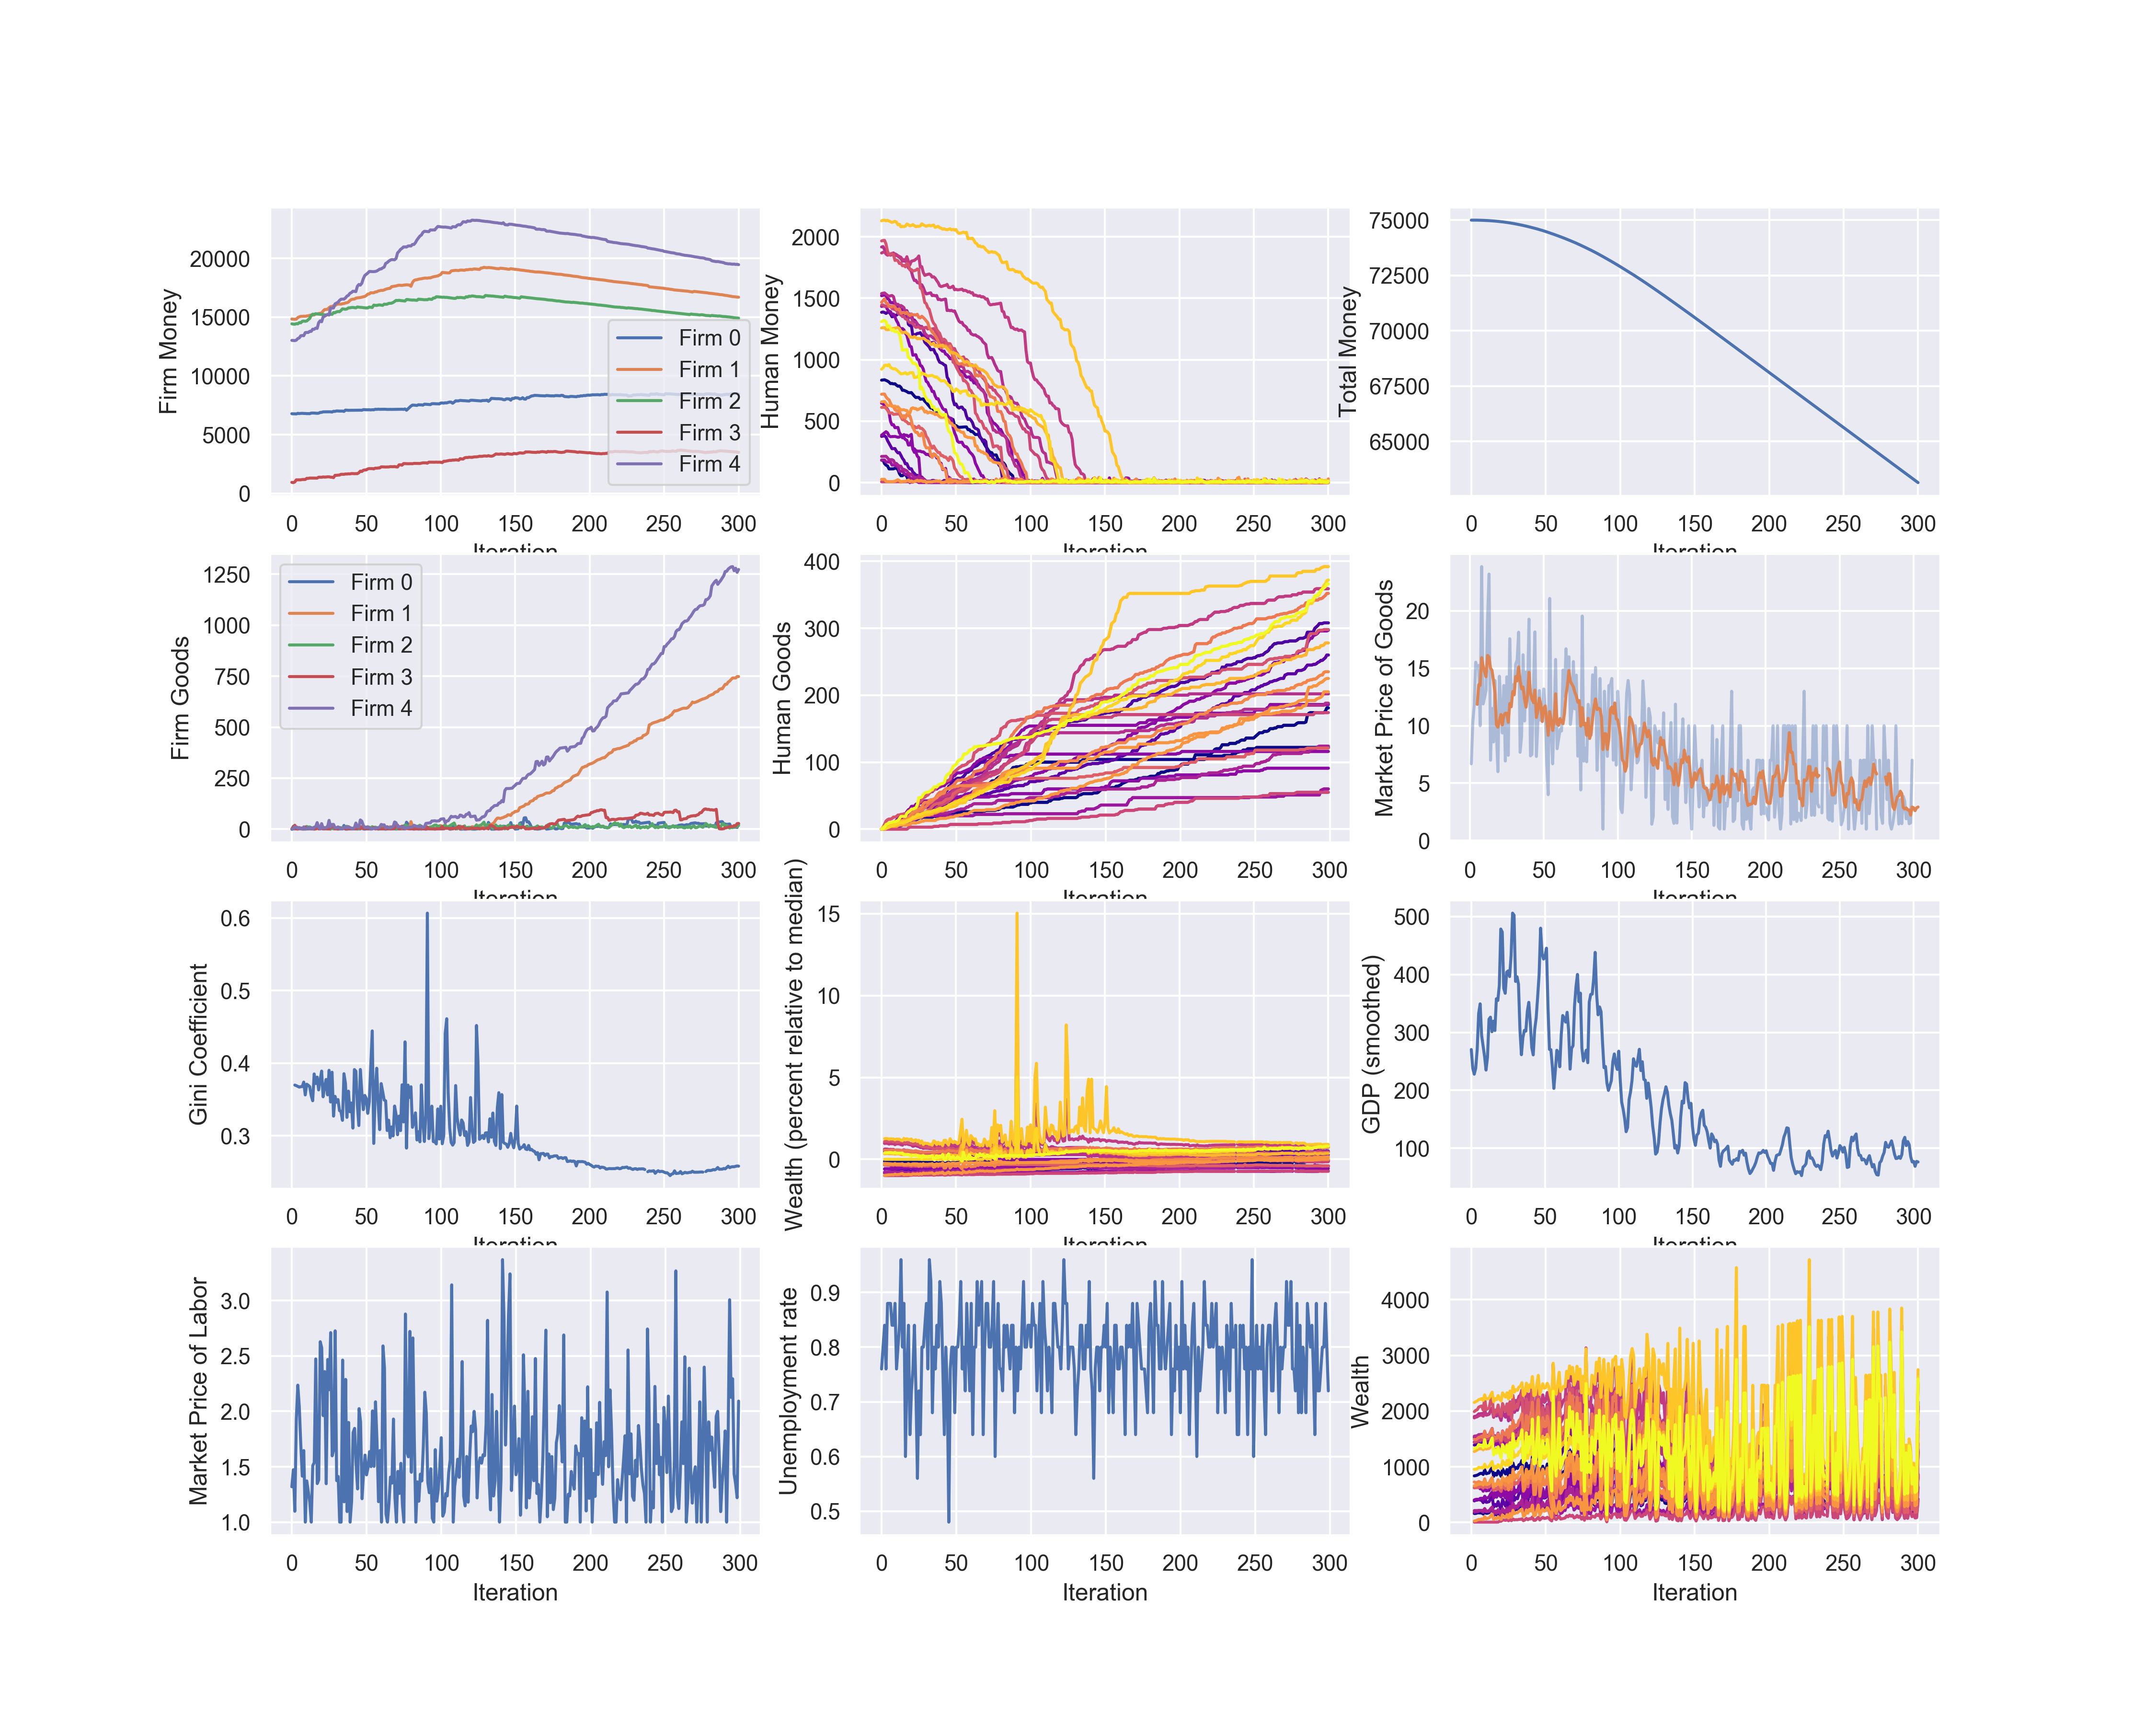 Firm Money
20000
15000
10000
5000
0
0 50 100 150 200 250 300
Iteration
Firm 0
Firm 1
Firm 2
Firm 3
Firm 4
Human Money
2000
1500
1000
500
0
0 50 100 150 200 250 300
Iteration
Total Money
75000
72500
70000
67500
65000
0 50 100 150 200 250 300
Iteration
Firm Goods
1250
1000
750
500
250
0
0 50 100 150 200 250 300
Iteration
Firm 0
Firm 1
Firm 2
Firm 3
Firm 4
Human Goods
400
300
200
100
0
0 50 100 150 200 250 300
Iteration
Market Price of Goods
20
15
10
5
0
0 50 100 150 200 250 300
Iteration
Gini Coefficient
0.6
0.5
0.4
0.3
0 50 100 150 200 250 300
Iteration
Wealth (percent relative to median)
15
10
5
0
0 50 100 150 200 250 300
Iteration
GDP (smoothed)
500
400
300
200
100
0 50 100 150 200 250 300
Iteration
Market Price of Labor
3.0
2.5
2.0
1.5
1.0
0 50 100 150 200 250 300
Iteration
Unemployment rate
0.9
0.8
0.7
0.6
0.5
0 50 100 150 200 250 300
Iteration
Wealth
4000
3000
2000
1000
0
0 50 100 150 200 250 300
Iteration